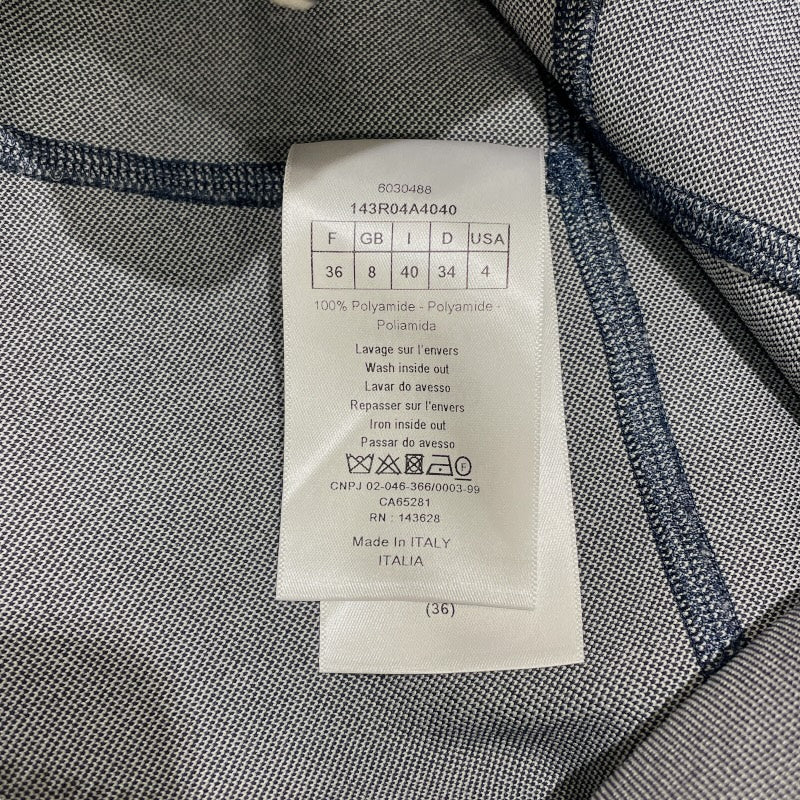 6030488
143R04A4040
F GB I D USA
36 8 40 34 4
100% Polyamide - Polyamide -
Poliamida
Lavage sur l'envers
Wash inside out
Lavar do avesso
Repasser sur l'envers
Iron inside out
Passar do avesso
F
CNPJ 02-046-366/0003-99
CA65281
RN : 143628
Made In ITALY
ITALIA
(36)